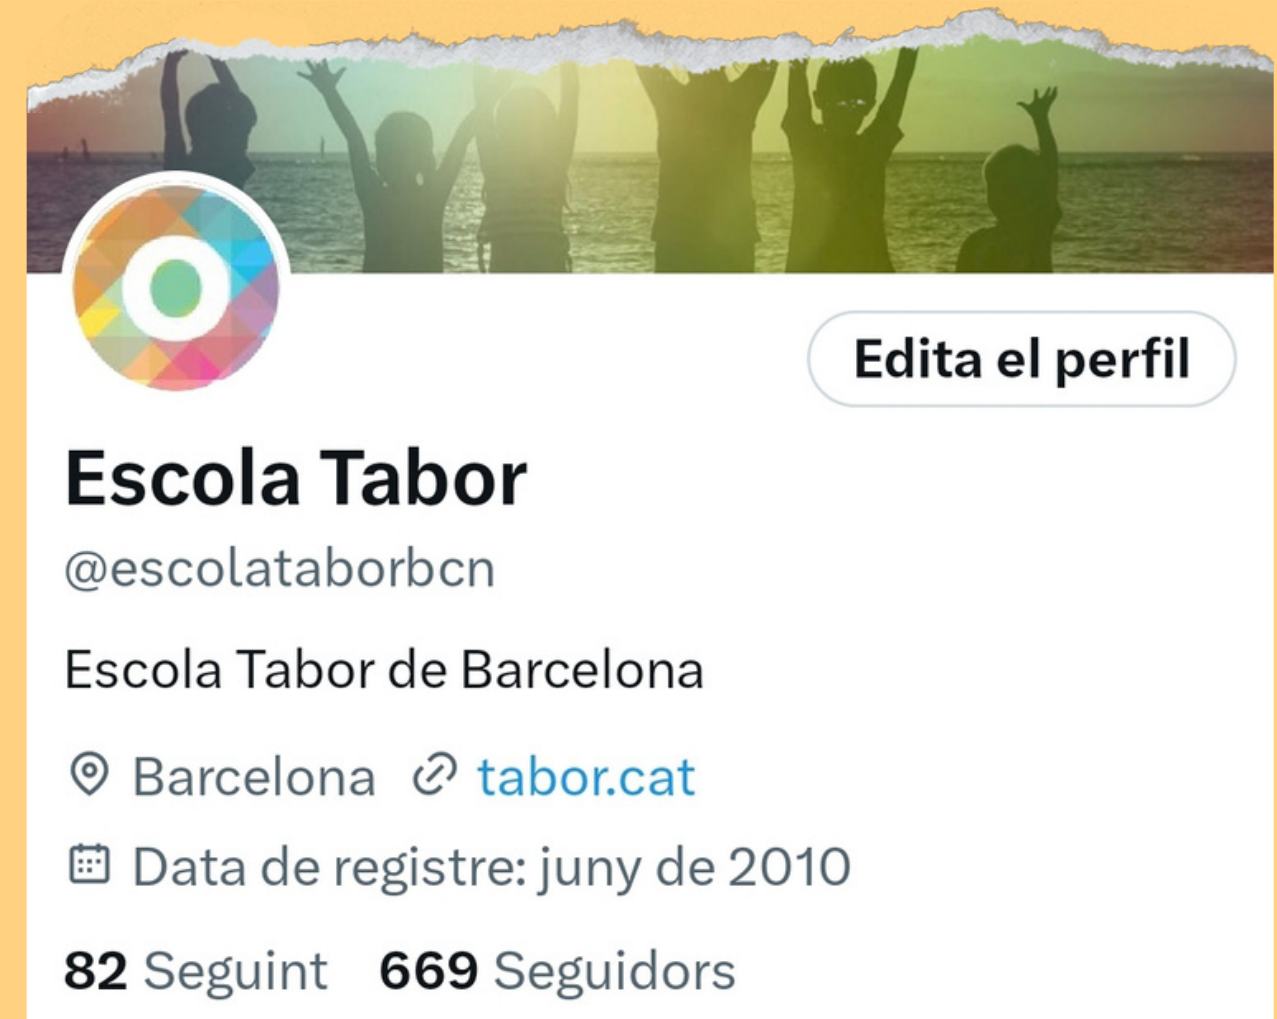 Edita el perfil
Escola Tabor
@escolataborbcn
Escola Tabor de Barcelona
Barcelona tabor.cat
Data de registre: juny de 2010
82 Seguint 669 Seguidors